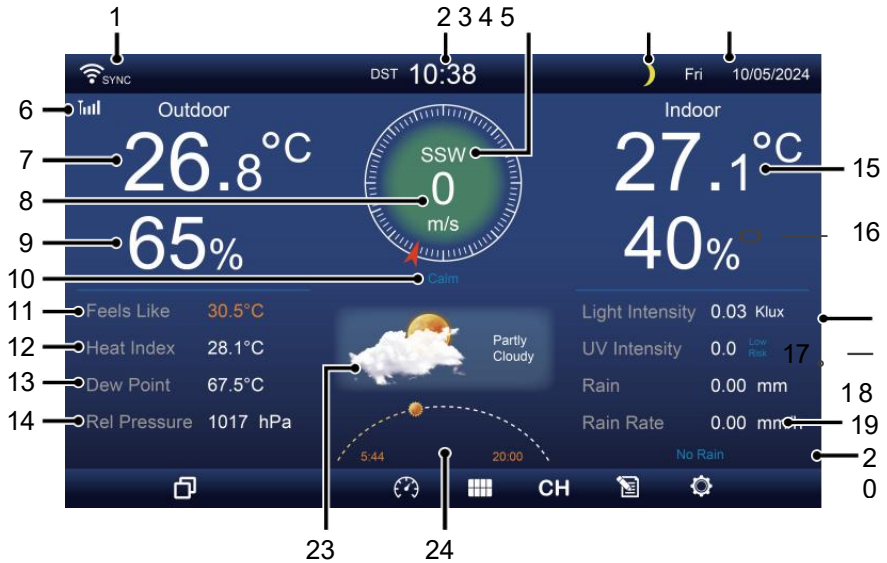 1 2 3 4 5
SYNC DST 10:38 Fri 10/05/2024
6 Outdoor Indoor
7 26.8°C SSW 27.1°C 15
8 0
m/s
9 65% 40% 16
10 Calm
11 Feels Like 30.5°C Light Intensity 0.03 Klux
12 Heat Index 28.1°C Partly Cloudy UV Intensity 0.0 Low Risk 17
13 Dew Point 67.5°C Rain 0.00 mm 18
14 Rel Pressure 1017 hPa Rain Rate 0.00 mm/h 19
5:44 20:00 No Rain 2
CH 0
23 24